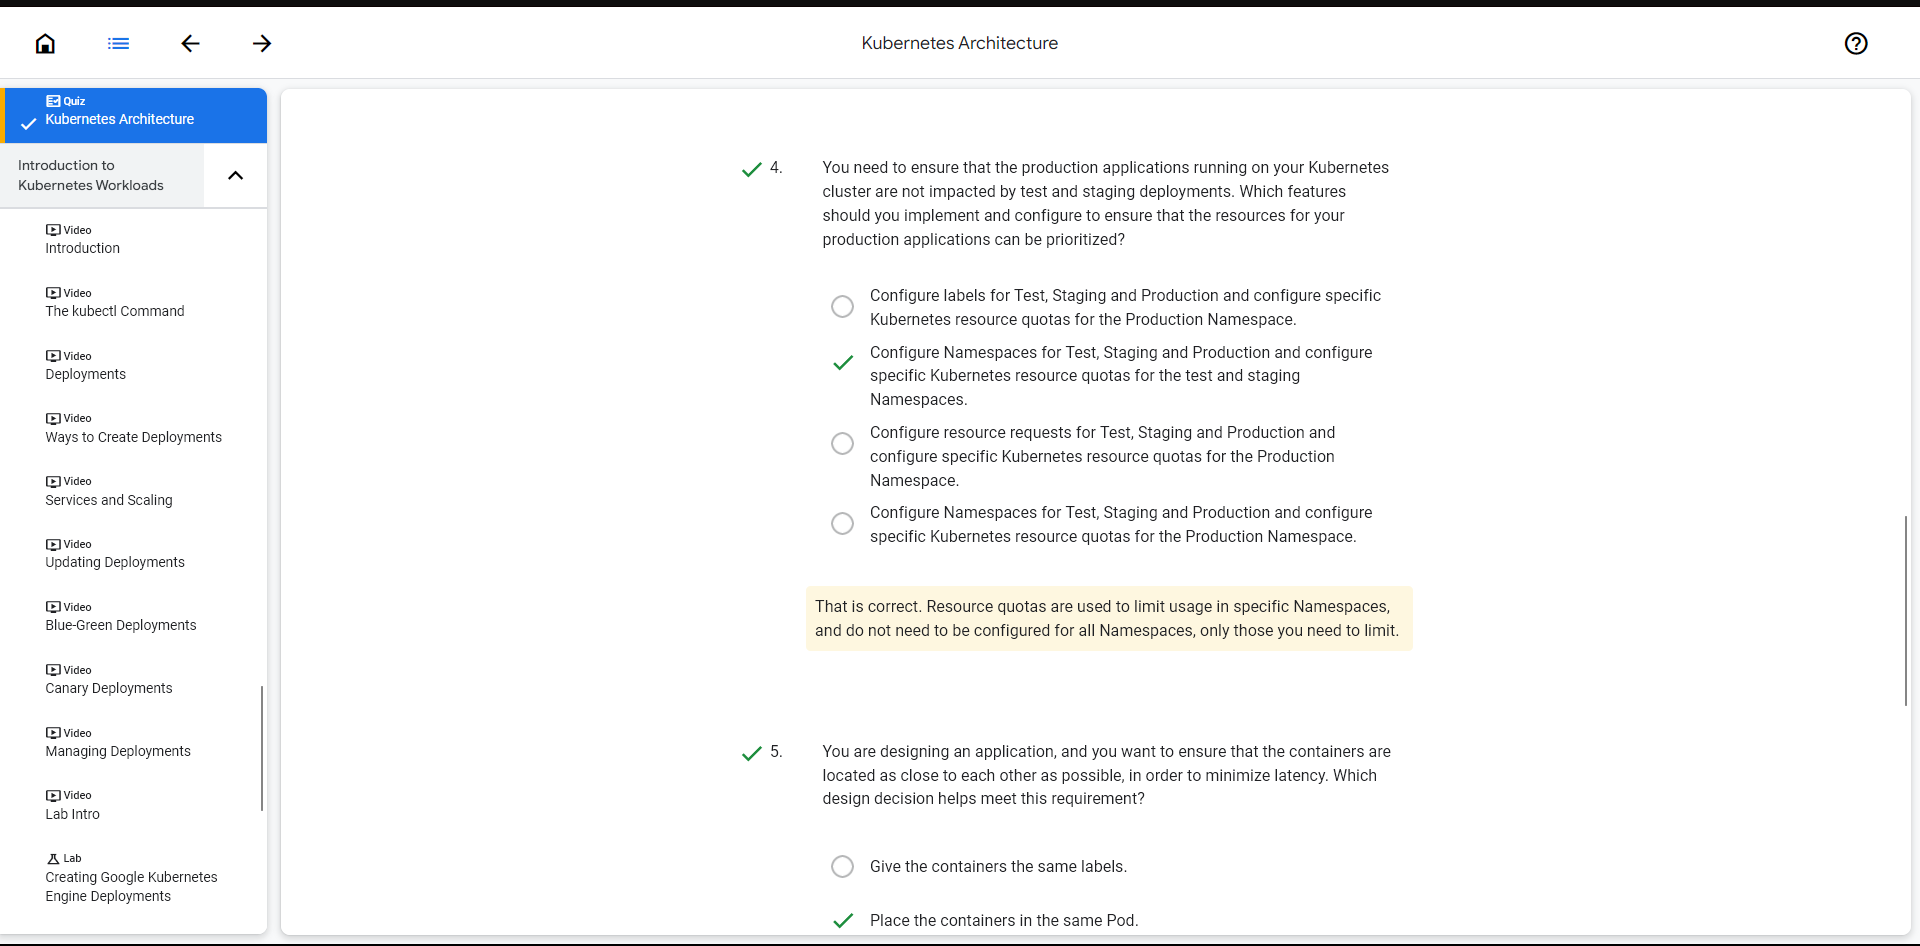 Kubernetes Architecture
Quiz
Kubernetes Architecture
Introduction to
Kubernetes Workloads
Video
Introduction
Video
The kubectl Command
Video
Deployments
Video
Ways to Create Deployments
Video
Services and Scaling
Video
Updating Deployments
Video
Blue-Green Deployments
Video
Canary Deployments
Video
Managing Deployments
Video
Lab Intro
Lab
Creating Google Kubernetes
Engine Deployments
4. You need to ensure that the production applications running on your Kubernetes
cluster are not impacted by test and staging deployments. Which features
should you implement and configure to ensure that the resources for your
production applications can be prioritized?
Configure labels for Test, Staging and Production and configure specific
Kubernetes resource quotas for the Production Namespace.
Configure Namespaces for Test, Staging and Production and configure
specific Kubernetes resource quotas for the test and staging
Namespaces.
Configure resource requests for Test, Staging and Production and
configure specific Kubernetes resource quotas for the Production
Namespace.
Configure Namespaces for Test, Staging and Production and configure
specific Kubernetes resource quotas for the Production Namespace.
That is correct. Resource quotas are used to limit usage in specific Namespaces,
and do not need to be configured for all Namespaces, only those you need to limit.
5. You are designing an application, and you want to ensure that the containers are
located as close to each other as possible, in order to minimize latency. Which
design decision helps meet this requirement?
Give the containers the same labels.
Place the containers in the same Pod.